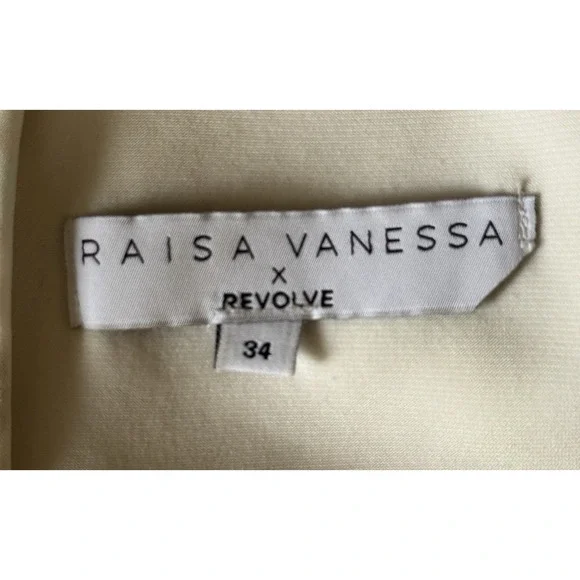 RAISA VANESSA
X
REVOLVE
34